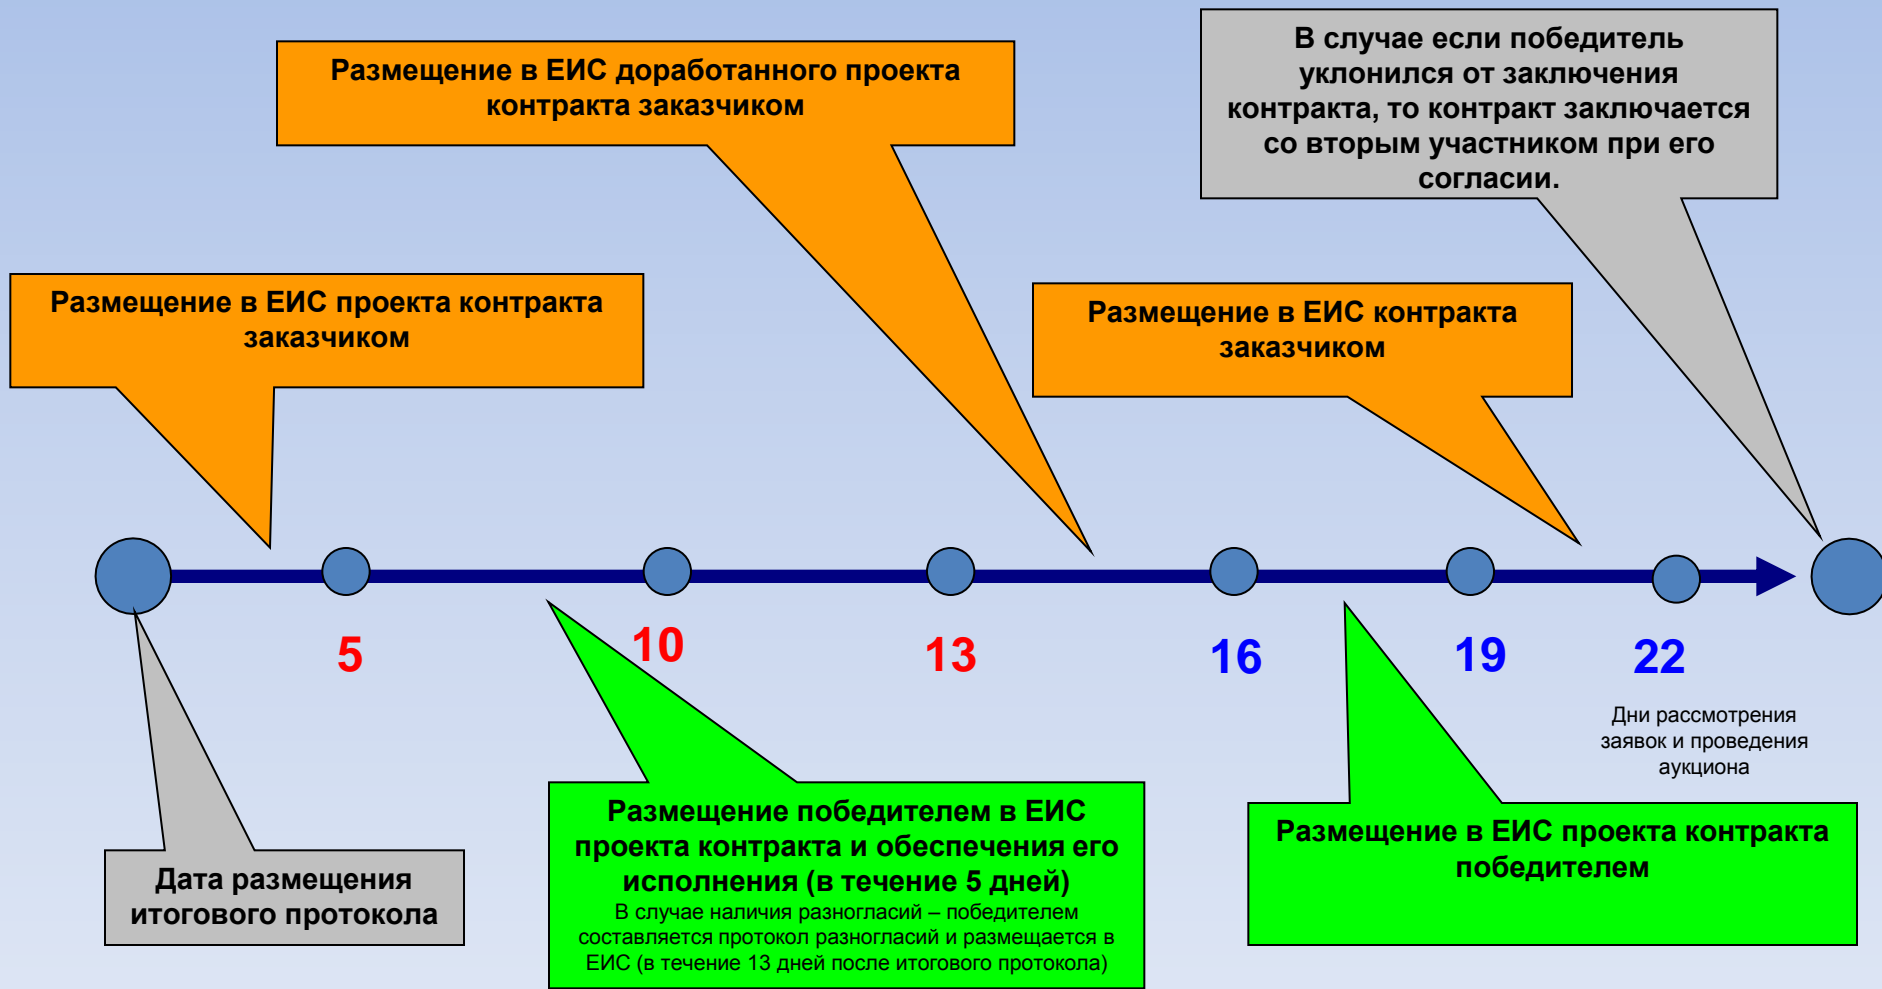 Размещение в ЕИС доработанного проекта
контракта заказчиком
В случае если победитель
уклонился от заключения
контракта, то контракт заключается
со вторым участником при его
согласии.
Размещение в ЕИС проекта контракта
заказчиком
Размещение в ЕИС контракта
заказчиком
5
10
13
16
19
22
Дни рассмотрения
заявок и проведения
аукциона
Дата размещения
итогового протокола
Размещение победителем в ЕИС
проекта контракта и обеспечения его
исполнения (в течение 5 дней)
В случае наличия разногласий – победителем
составляется протокол разногласий и размещается в
ЕИС (в течение 13 дней после итогового протокола)
Размещение в ЕИС проекта контракта
победителем